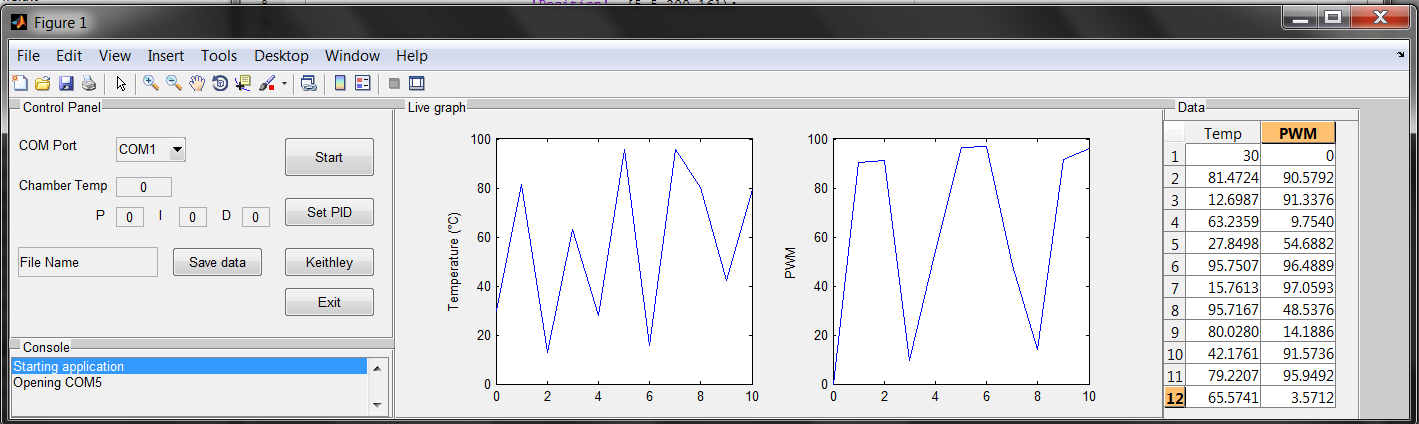 [Position], [5 5 200 16];
Figure 1
File Edit View Insert Tools Desktop Window Help
Control Panel
COM Port COM1 Start
Chamber Temp 0
P 0 I 0 D 0 Set PID
File Name Save data Keithley
Exit
Console
Starting application
Opening COM5
Live graph
Temperature (°C)
100
80
60
40
20
0
0 2 4 6 8 10
PWM
100
80
60
40
20
0
0 2 4 6 8 10
Data
Temp PWM
1 30 0
2 81.4724 90.5792
3 12.6987 91.3376
4 63.2359 9.7540
5 27.8498 54.6882
6 95.7507 96.4889
7 15.7613 97.0593
8 95.7167 48.5376
9 80.0280 14.1886
10 42.1761 91.5736
11 79.2207 95.9492
12 65.5741 3.5712